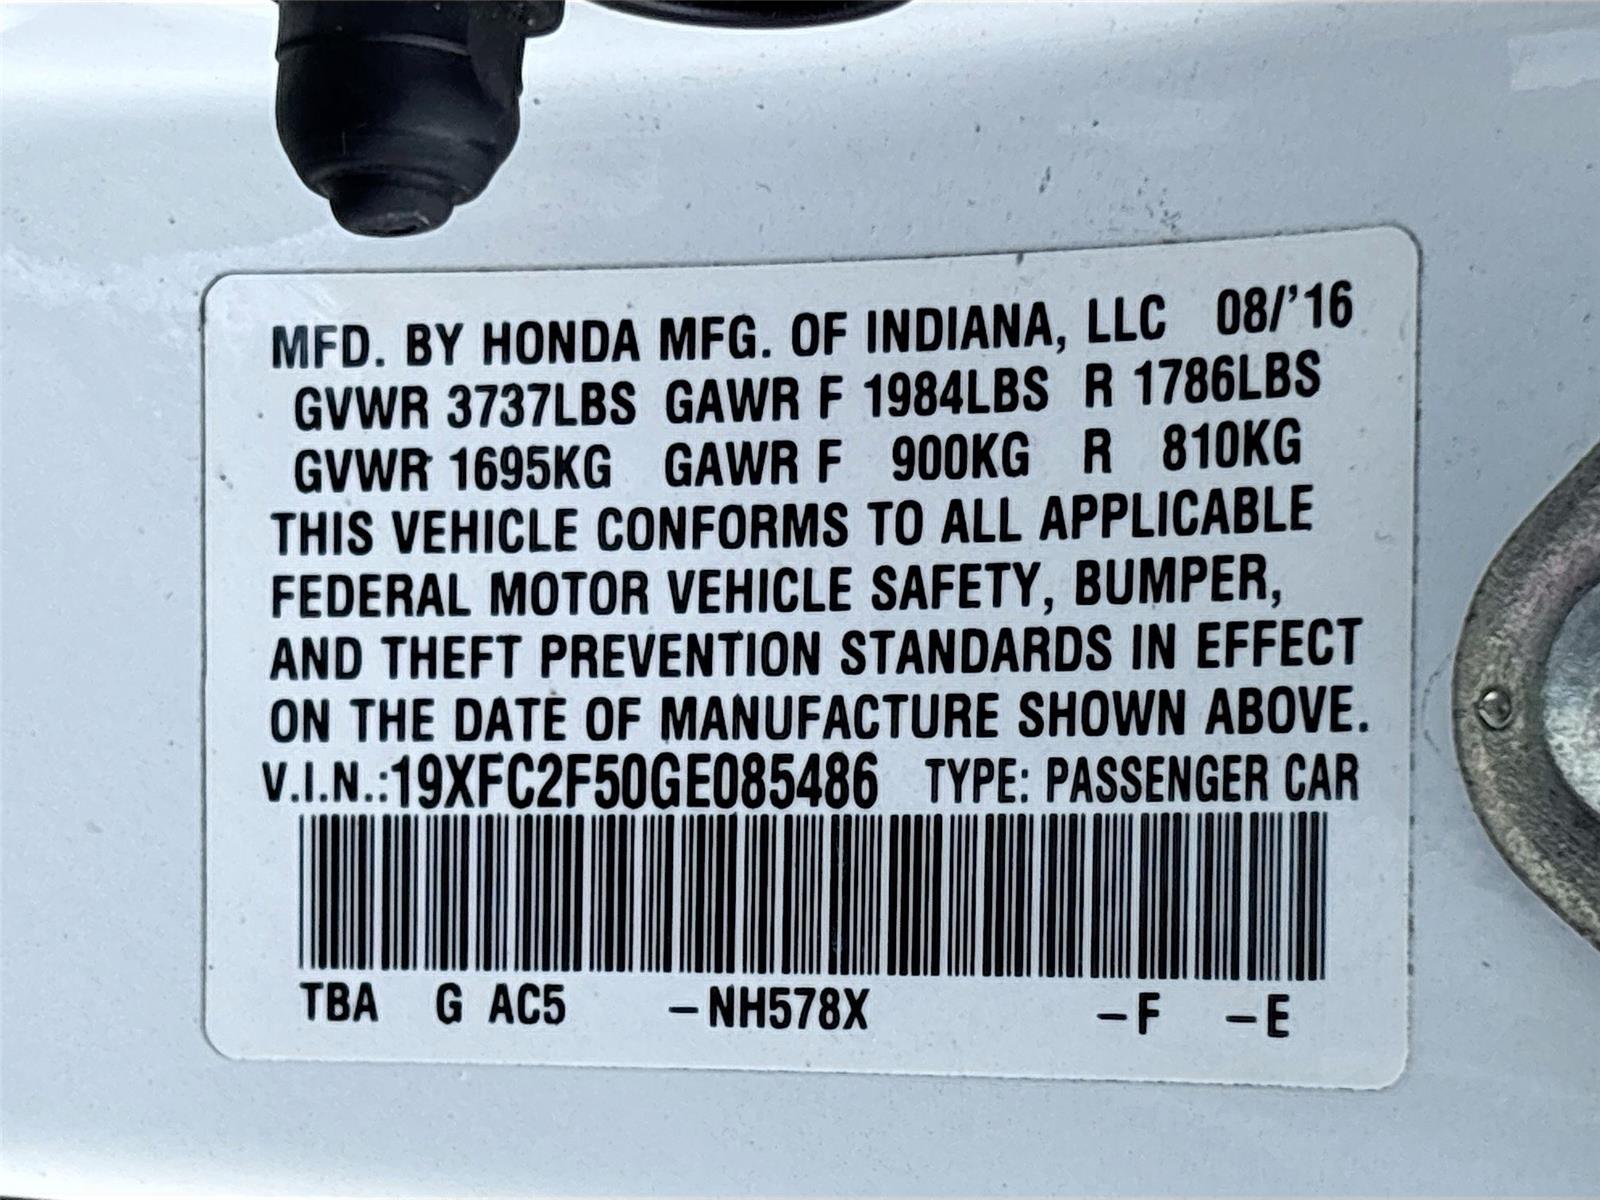 MFD. BY HONDA MFG. OF INDIANA, LLC 08/'16
GVWR 3737LBS GAWR F 1984LBS R 1786LBS
GVWR 1695KG GAWR F 900KG R 810KG
THIS VEHICLE CONFORMS TO ALL APPLICABLE
FEDERAL MOTOR VEHICLE SAFETY, BUMPER,
AND THEFT PREVENTION STANDARDS IN EFFECT
ON THE DATE OF MANUFACTURE SHOWN ABOVE.
V.I.N.:19XFC2F50GE085486 TYPE: PASSENGER CAR
TBA G AC5 –NH578X –F –E